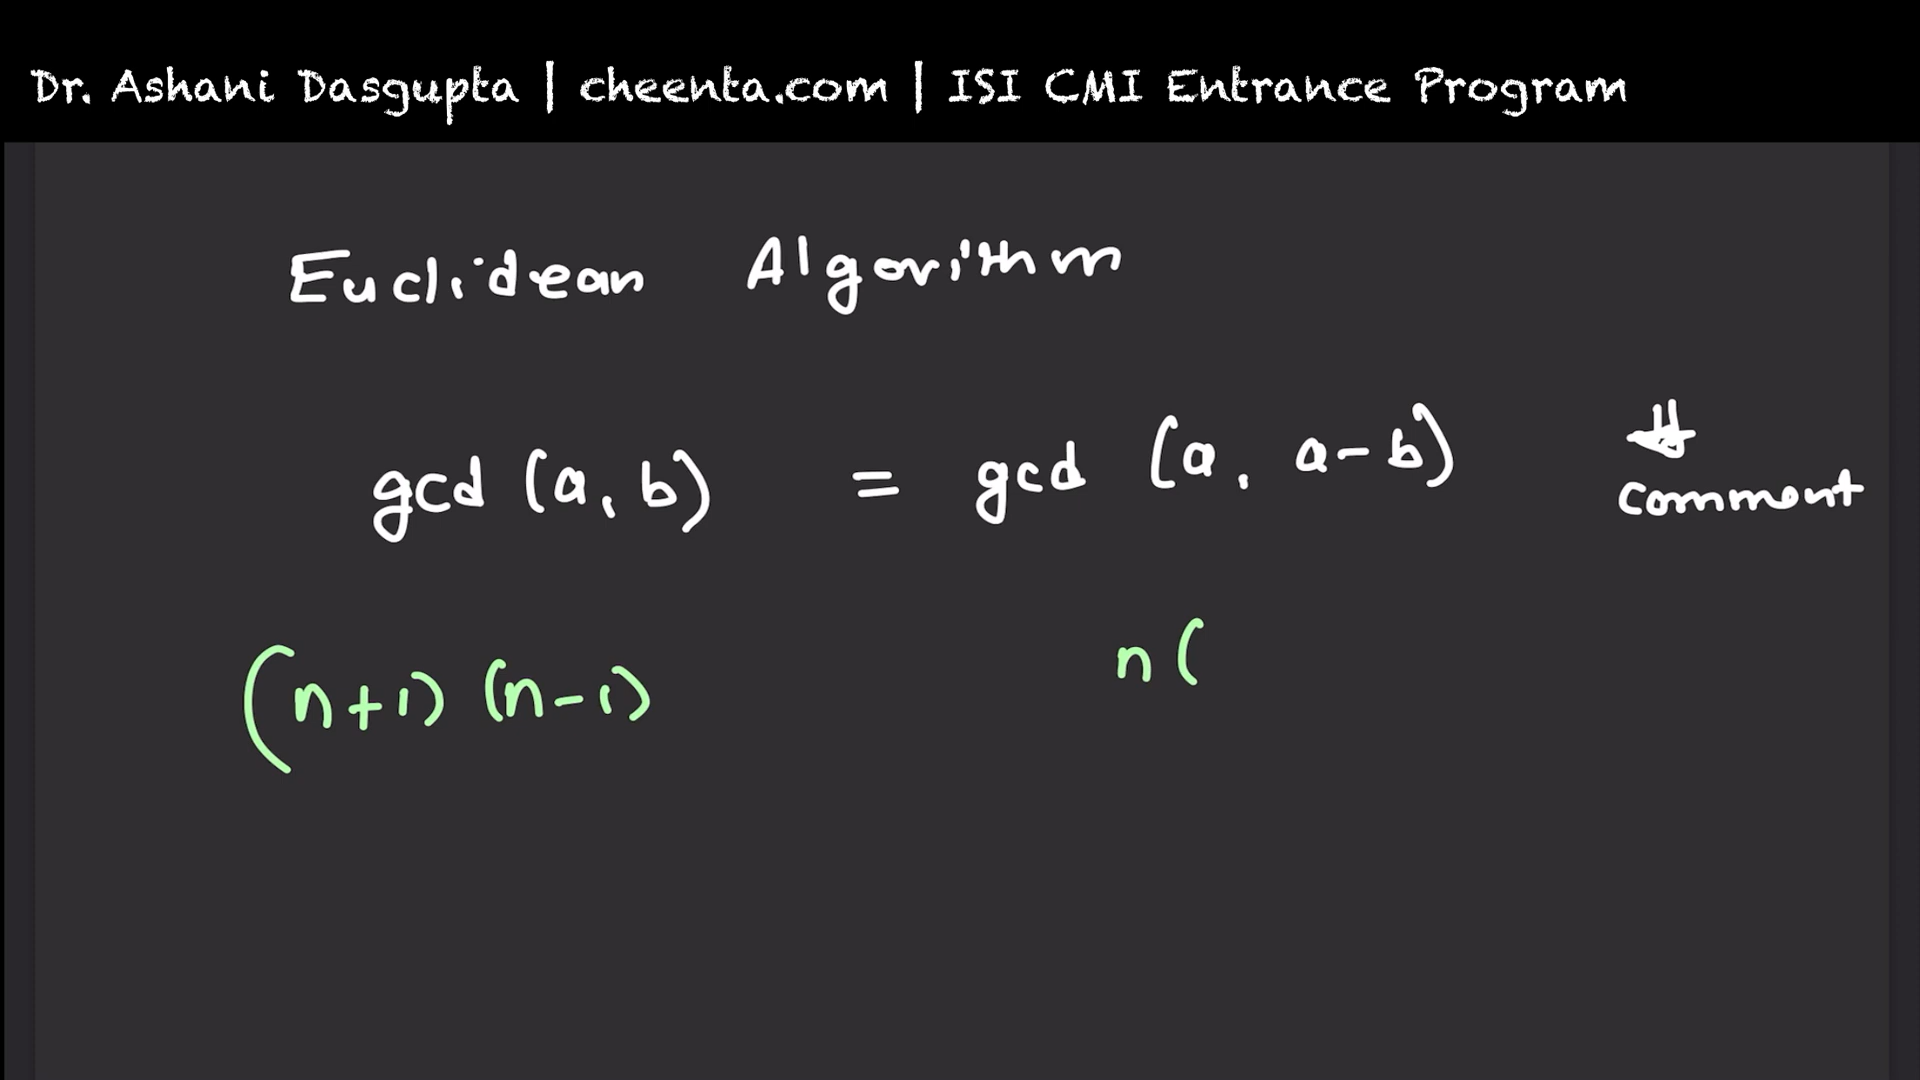 Dr. Ashani Dasgupta | cheenta.com | ISI CMI Entrance Program
Euclidean Algorithm
gcd (a, b) = gcd (a, a-b) #
comment
(n+1) (n-1) n(